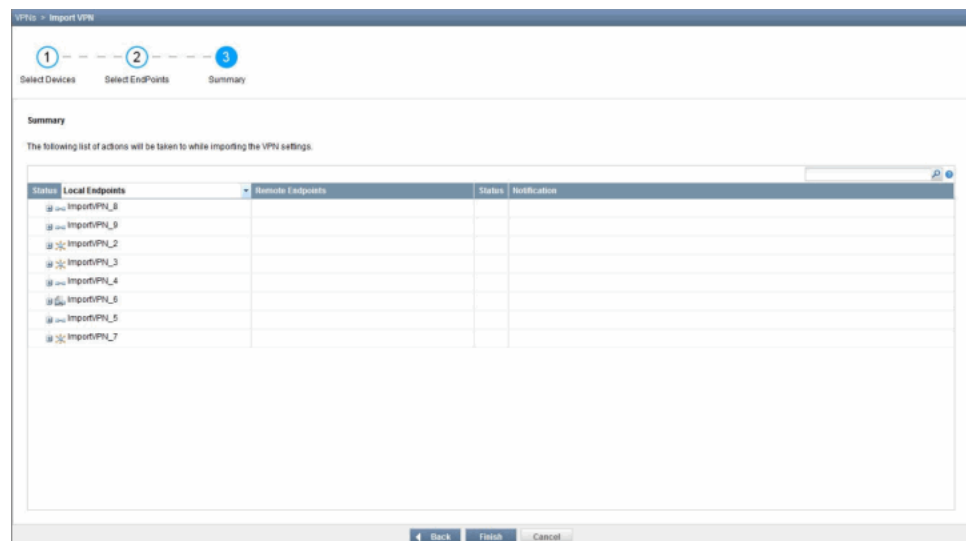 VPNs > Import VPN
1 2 3
Select Devices Select EndPoints Summary
Summary
The following list of actions will be taken to while importing the VPN settings.
Status Local Endpoints Remote Endpoints Status Notification
ImportVPN_8
ImportVPN_9
ImportVPN_2
ImportVPN_3
ImportVPN_4
ImportVPN_6
ImportVPN_5
ImportVPN_7
Back Finish Cancel